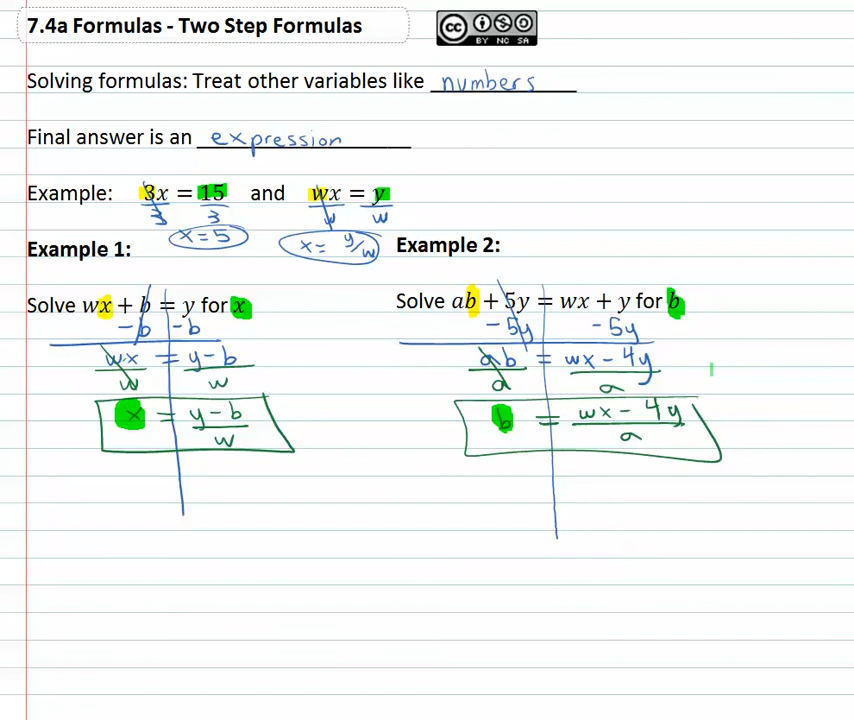 7.4a Formulas - Two Step Formulas
cc BY NC SA
Solving formulas: Treat other variables like numbers
Final answer is an expression
Example: 3x = 15 and wx = y
3 3 w w
x = 5 x = y/w
Example 1:
Solve wx + b = y for x
-b -b
wx = y - b
w w
x = y - b
w
Example 2:
Solve ab + 5y = wx + y for b
-5y -5y
ab = wx - 4y
a a
b = wx - 4y
a